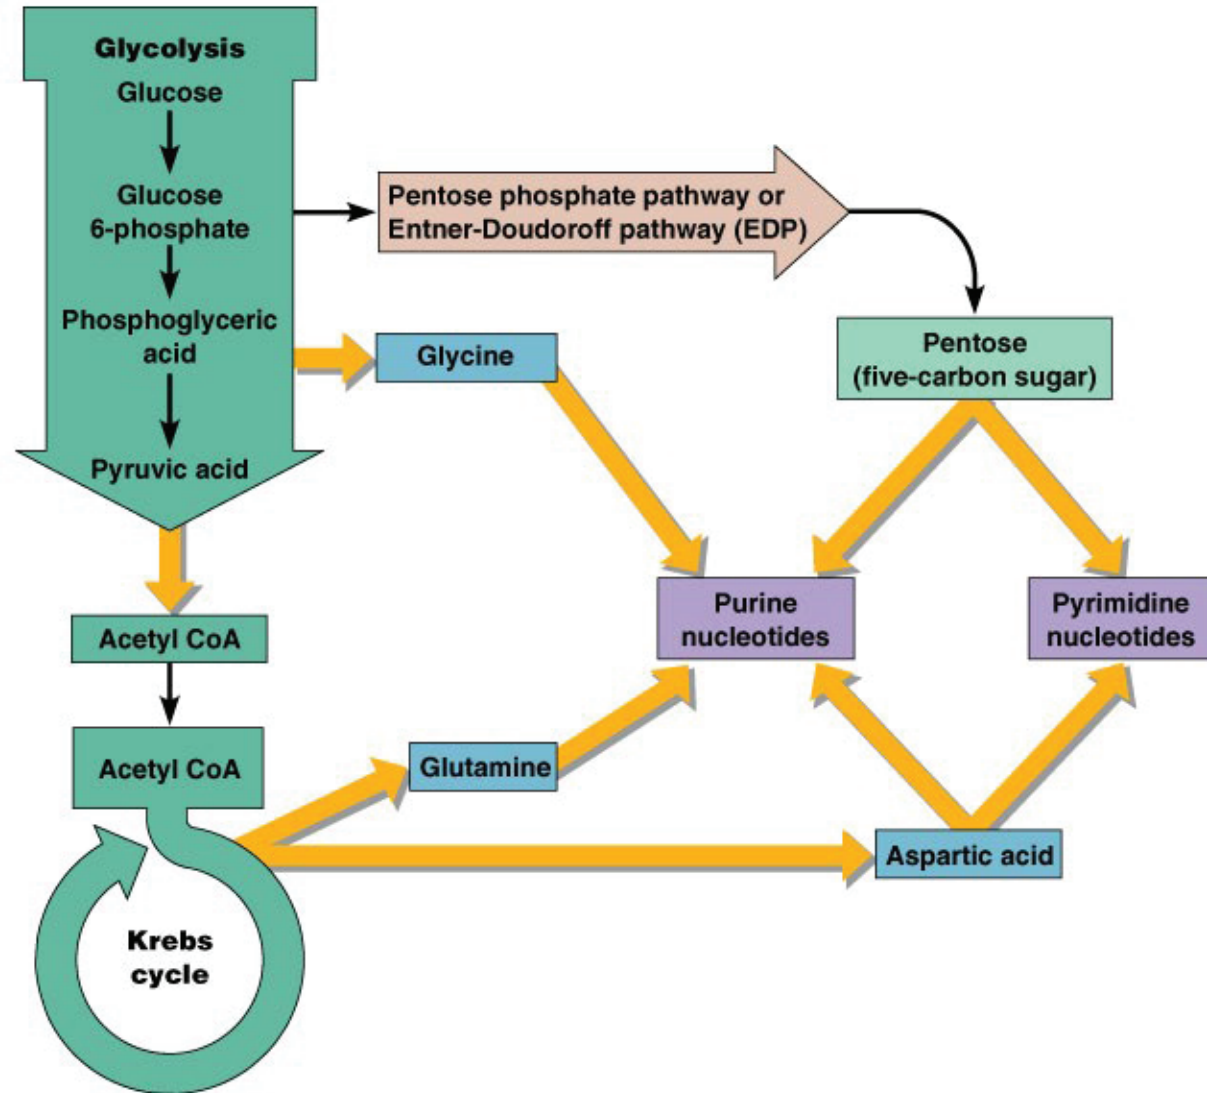 Glycolysis
Glucose
Glucose
6-phosphate
Phosphoglyceric
acid
Pyruvic acid
Acetyl CoA
Acetyl CoA
Krebs
cycle
Pentose phosphate pathway or
Entner-Doudoroff pathway (EDP)
Glycine
Pentose
(five-carbon sugar)
Purine
nucleotides
Pyrimidine
nucleotides
Glutamine
Aspartic acid